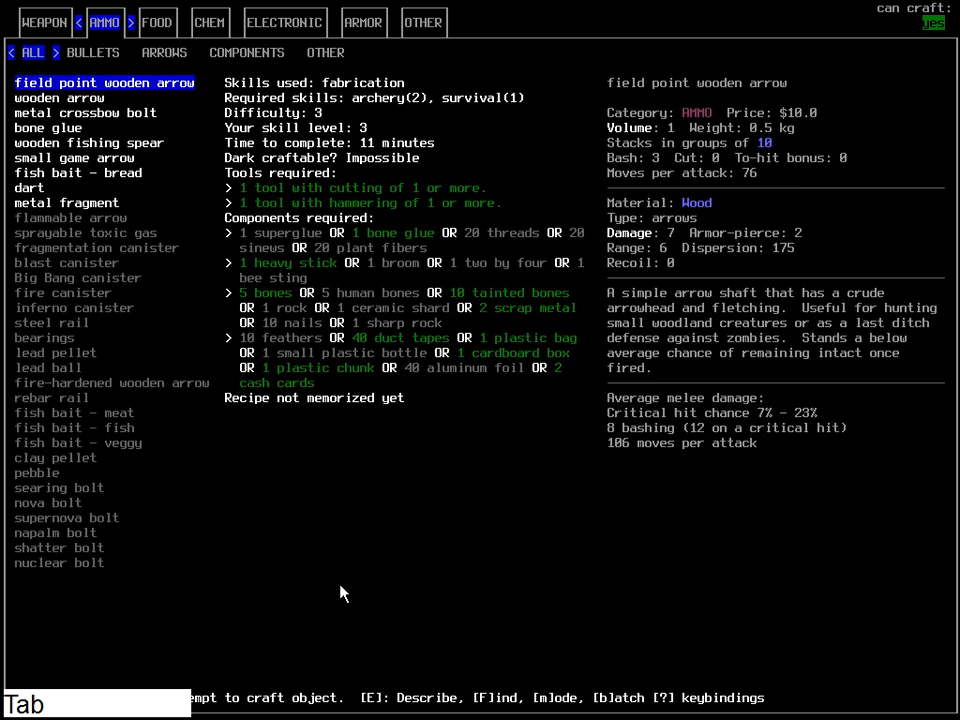 can craft:
WEAPON < AMMO > FOOD CHEM ELECTRONIC ARMOR OTHER yes
< ALL > BULLETS ARROWS COMPONENTS OTHER
field point wooden arrow
wooden arrow
metal crossbow bolt
bone glue
wooden fishing spear
small game arrow
fish bait - bread
dart
metal fragment
flammable arrow
sprayable toxic gas
fragmentation canister
blast canister
Big Bang canister
fire canister
inferno canister
steel rail
bearings
lead pellet
lead ball
fire-hardened wooden arrow
rebar rail
fish bait - meat
fish bait - fish
fish bait - veggy
clay pellet
pebble
searing bolt
nova bolt
supernova bolt
napalm bolt
shatter bolt
nuclear bolt
Skills used: fabrication
Required skills: archery(2), survival(1)
Difficulty: 3
Your skill level: 3
Time to complete: 11 minutes
Dark craftable? Impossible
Tools required:
> 1 tool with cutting of 1 or more.
> 1 tool with hammering of 1 or more.
Components required:
> 1 superglue OR 1 bone glue OR 20 threads OR 20
sinews OR 20 plant fibers
> 1 heavy stick OR 1 broom OR 1 two by four OR 1
bee sting
> 5 bones OR 5 human bones OR 10 tainted bones
OR 1 rock OR 1 ceramic shard OR 2 scrap metal
OR 10 nails OR 1 sharp rock
> 10 feathers OR 40 duct tapes OR 1 plastic bag
OR 1 small plastic bottle OR 1 cardboard box
OR 1 plastic chunk OR 40 aluminum foil OR 2
cash cards
Recipe not memorized yet
field point wooden arrow
Category: AMMO Price: $10.0
Volume: 1 Weight: 0.5 kg
Stacks in groups of 10
Bash: 3 Cut: 0 To-hit bonus: 0
Moves per attack: 76
Material: Wood
Type: arrows
Damage: 7 Armor-pierce: 2
Range: 6 Dispersion: 175
Recoil: 0
A simple arrow shaft that has a crude
arrowhead and fletching. Useful for hunting
small woodland creatures or as a last ditch
defense against zombies. Stands a below
average chance of remaining intact once
fired.
Average melee damage:
Critical hit chance 7% - 23%
8 bashing (12 on a critical hit)
106 moves per attack
Tab empt to craft object. [E]: Describe, [F]ind, [m]ode, [b]atch [?] keybindings